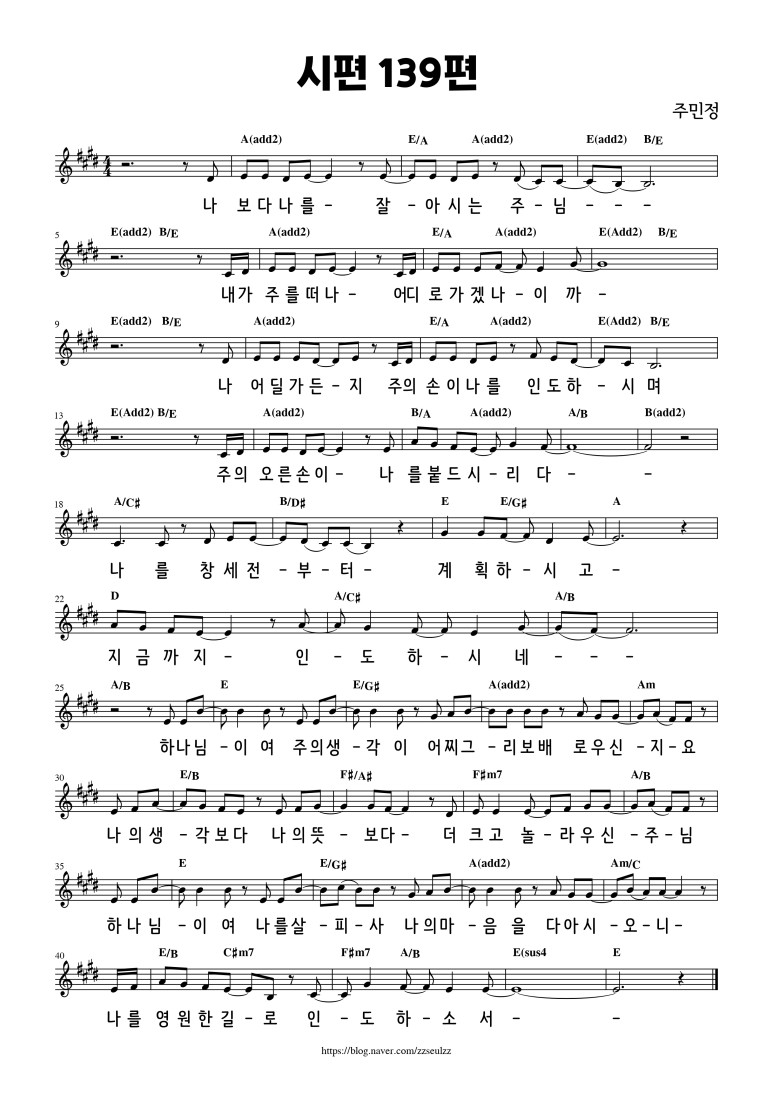 시편 139편
주민정
A(add2) E/A A(add2) E(add2) B/E
4 4
나 보다나를- 잘-아시는 주-님---
5 E(add2) B/E A(add2) E/A A(add2) E(Add2) B/E
내가 주를떠나- 어디로가겠나-이 까-
9 E(add2) B/E A(add2) E/A A(add2) E(Add2) B/E
나 어딜가든-지 주의 손이나를 인도하-시며
13 E(Add2) B/E A(add2) B/A A(add2) A/B B(add2)
주의 오른손이- 나 를붙드시-리 다- -
18 A/C♯ B/D♯ E E/G♯ A
나 를 창세전-부-터- 계 획하-시 고-
22 D A/C♯ A/B
지금까지- 인-도 하-시 네---
25 A/B E E/G♯ A(add2) Am
하나님-이 여 주의생-각 이 어찌그-리보배 로우신-지-요
30 E/B F♯/A♯ F♯m7 A/B
나의생-각보다 나의뜻-보다- 더 크고 놀-라우신-주-님
35 E E/G♯ A(add2) Am/C
하나님-이 여 나를살-피-사 나의마-음 을 다아시-오-니-
40 E/B C♯m7 F♯m7 A/B E(sus4 E
나를 영원한길-로 인-도 하-소 서- -
https://blog.naver.com/zzseulzz